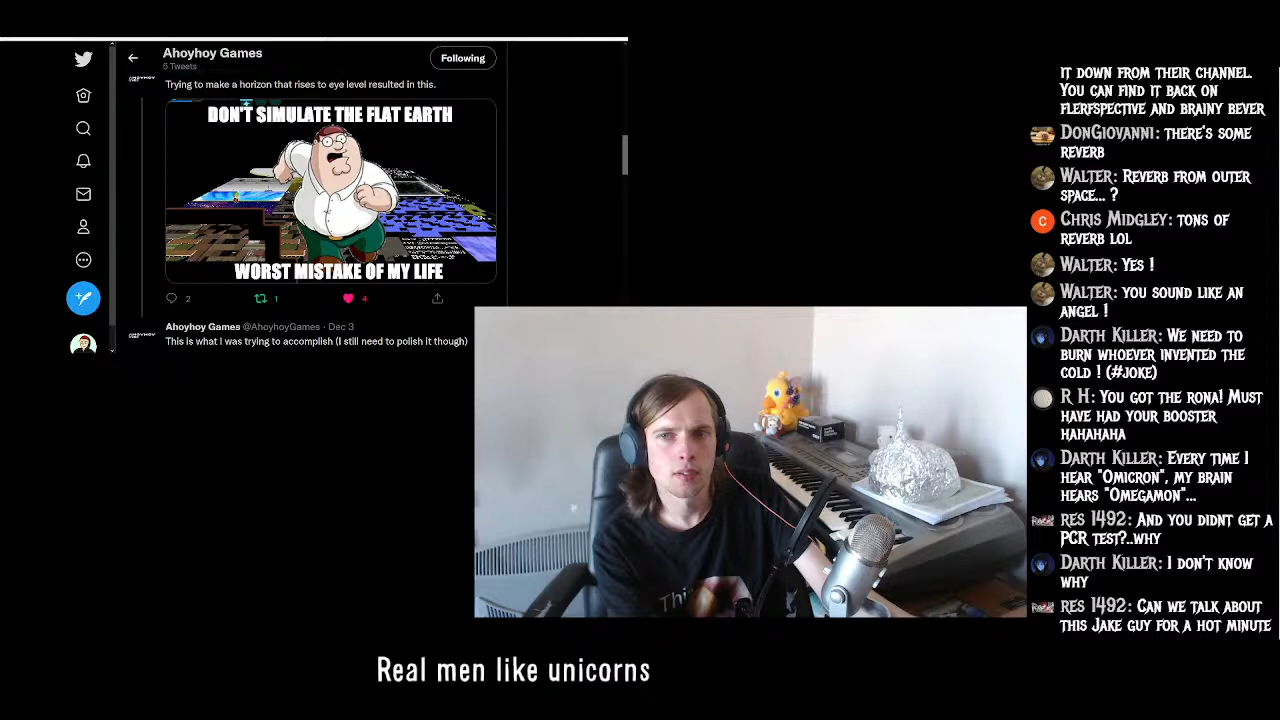 Ahoyhoy Games
5 Tweets
Following
Trying to make a horizon that rises to eye level resulted in this.
DON'T SIMULATE THE FLAT EARTH
WORST MISTAKE OF MY LIFE
2
1
4
Ahoyhoy Games @AhoyhoyGames · Dec 3
This is what I was trying to accomplish (I still need to polish it though)
Thi
Real men like unicorns
IT DOWN FROM THEIR CHANNEL.
YOU CAN FIND IT BACK ON
FLERFSPECTIVE AND BRAINY BEVER
DONGIOVANNI: THERE'S SOME
REVERB
WALTER: REVERB FROM OUTER
SPACE... ?
C
CHRIS MIDGLEY: TONS OF
REVERB LOL
WALTER: YES !
WALTER: YOU SOUND LIKE AN
ANGEL !
DARTH KILLER: WE NEED TO
BURN WHOEVER INVENTED THE
COLD ! (#JOKE)
R H: YOU GOT THE RONA! MUST
HAVE HAD YOUR BOOSTER
HAHAHAHA
DARTH KILLER: EVERY TIME I
HEAR "OMICRON", MY BRAIN
HEARS "OMEGAMON"...
RES 1492: AND YOU DIDNT GET A
PCR TEST?..WHY
DARTH KILLER: I DON'T KNOW
WHY
RES 1492: CAN WE TALK ABOUT
THIS JAKE GUY FOR A HOT MINUTE